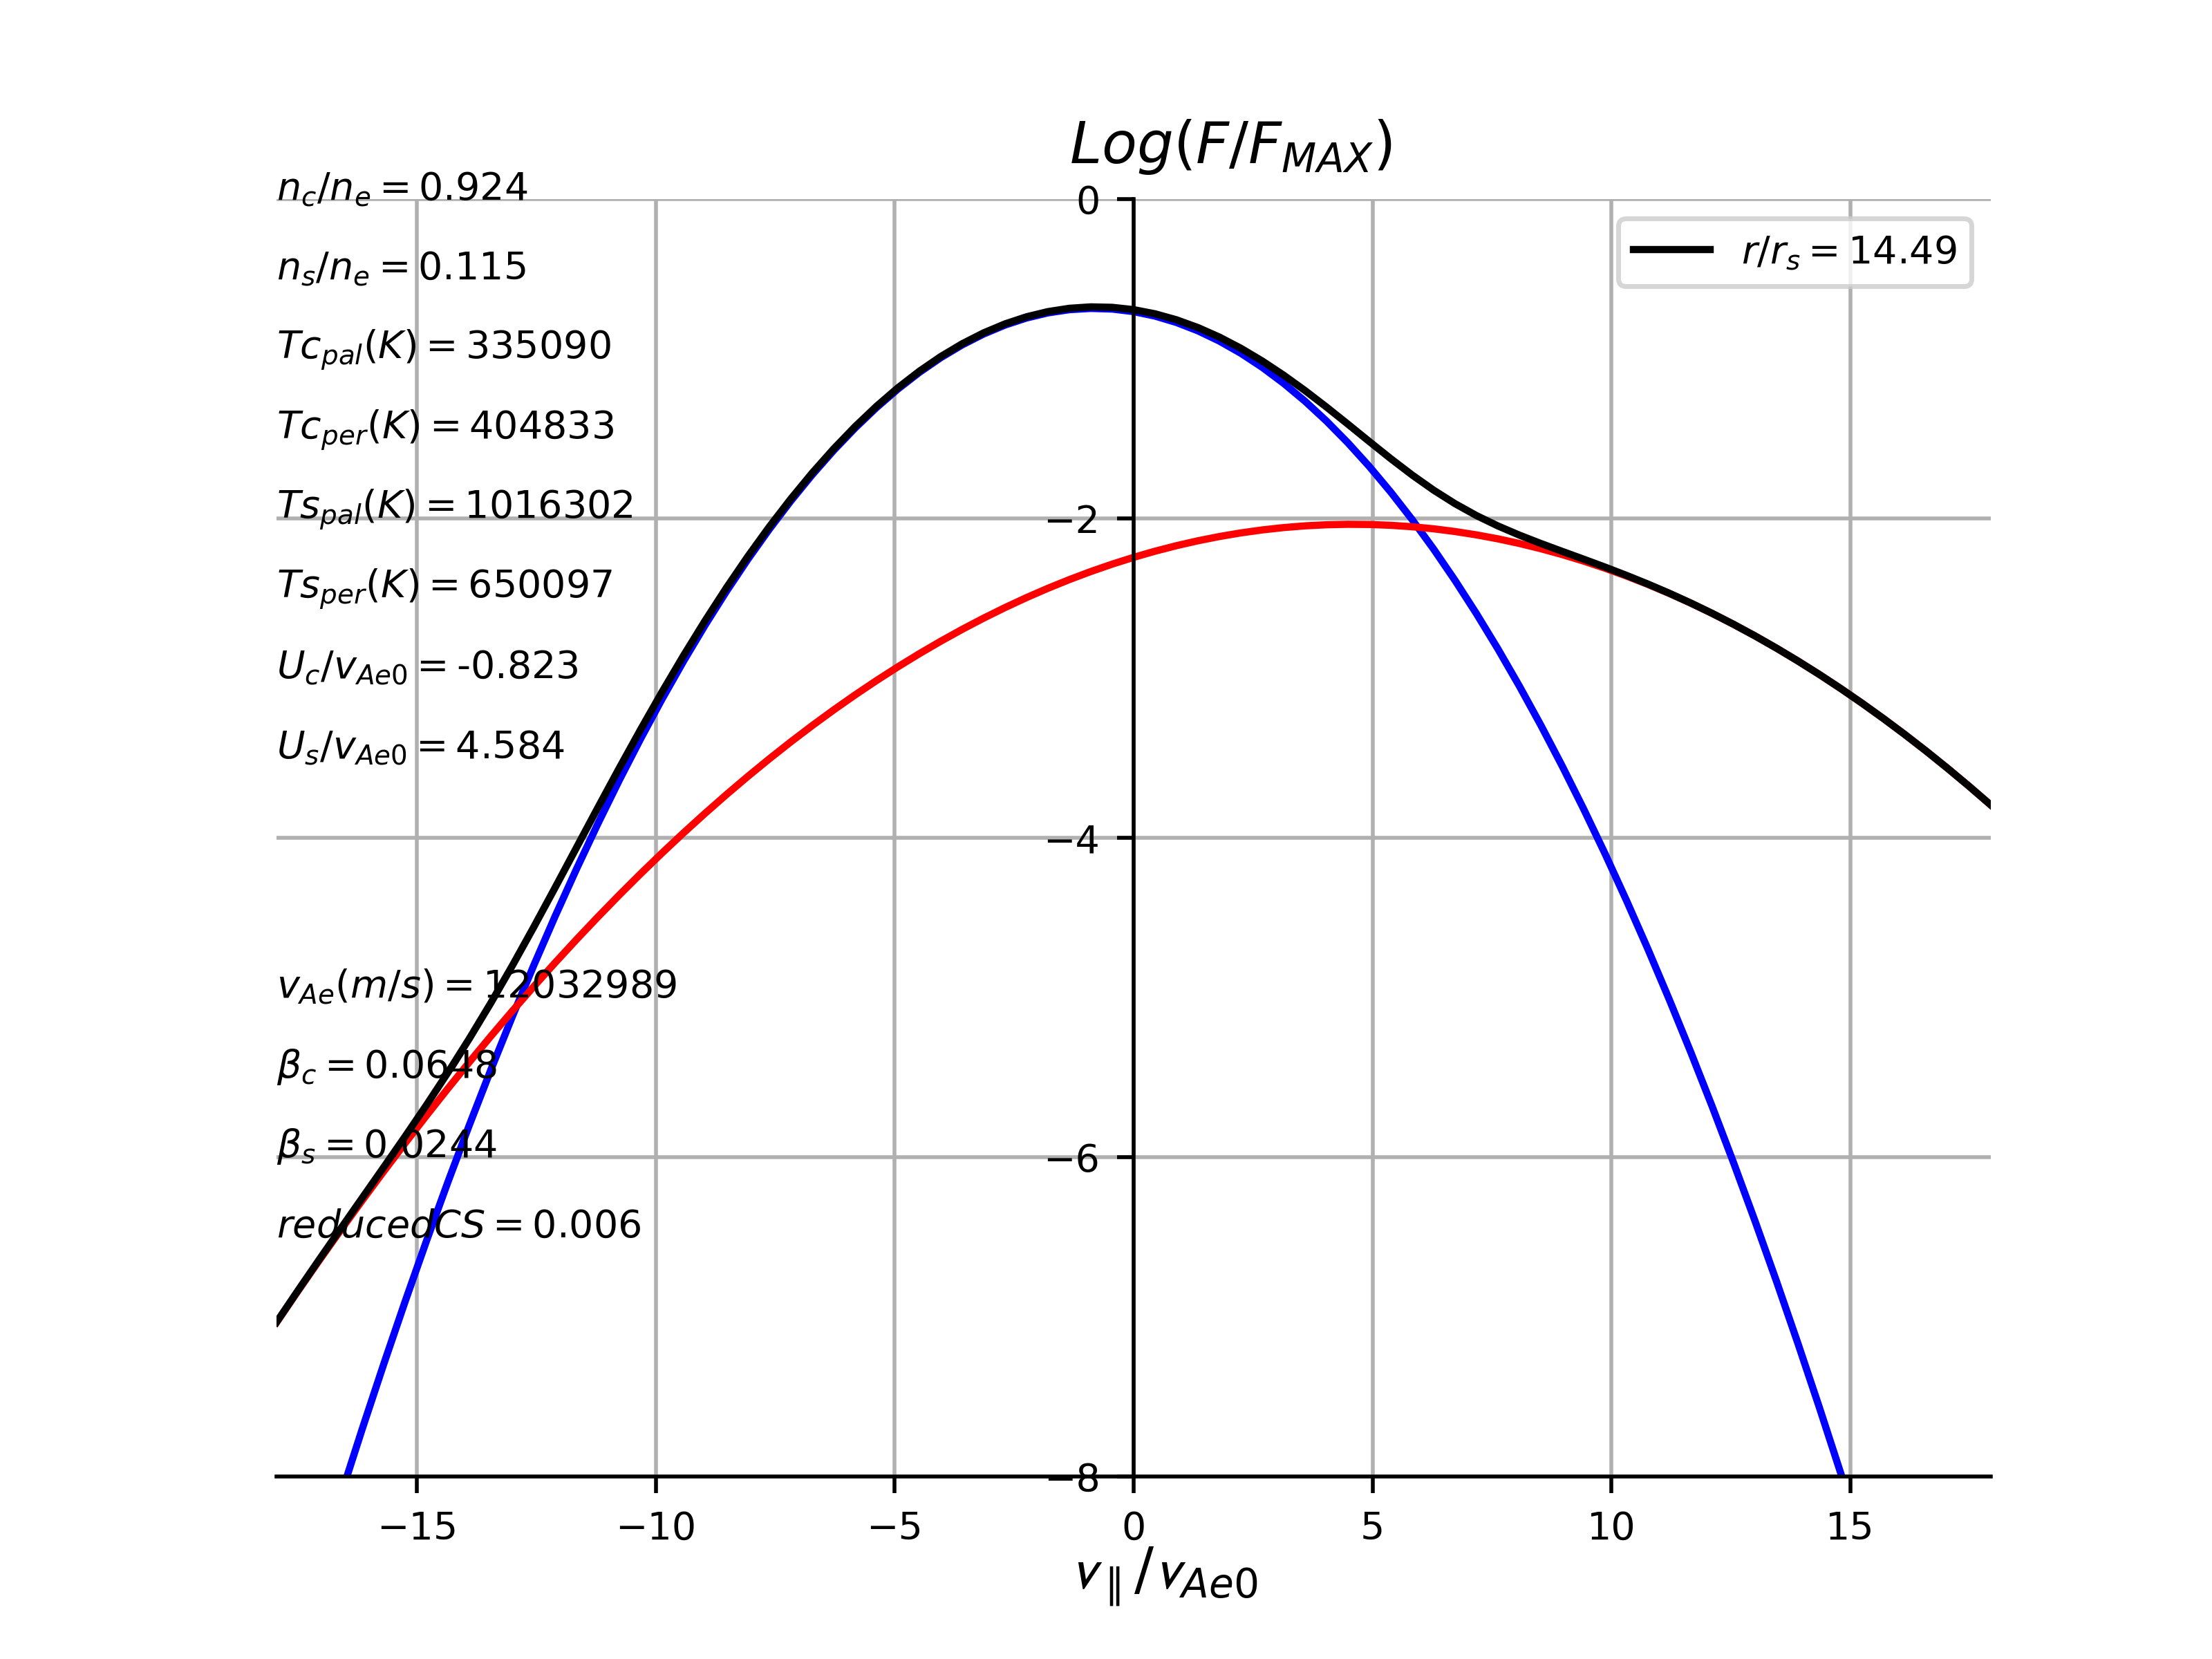 Log(F/F_MAX)
n_c/n_e = 0.924
0
r/r_s = 14.49
n_s/n_e = 0.115
Tc_pal(K) = 335090
Tc_per(K) = 404833
Ts_pal(K) = 1016302
−2
Ts_per(K) = 650097
U_c/v_Ae0 = -0.823
U_s/v_Ae0 = 4.584
−4
v_Ae(m/s) = 12032989
β_c = 0.0648
β_s = 0.0244
−6
reducedCS = 0.006
−8
−15 −10 −5 0 5 10 15
v_∥/v_Ae0